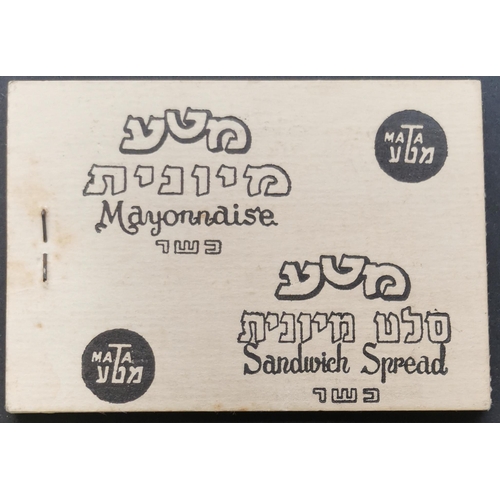 מטע
מיונית
Mayonnaise
כשר
MATA
מטע
מטע
סלט מיונית
Sandwich Spread
כשר
MATA
מטע